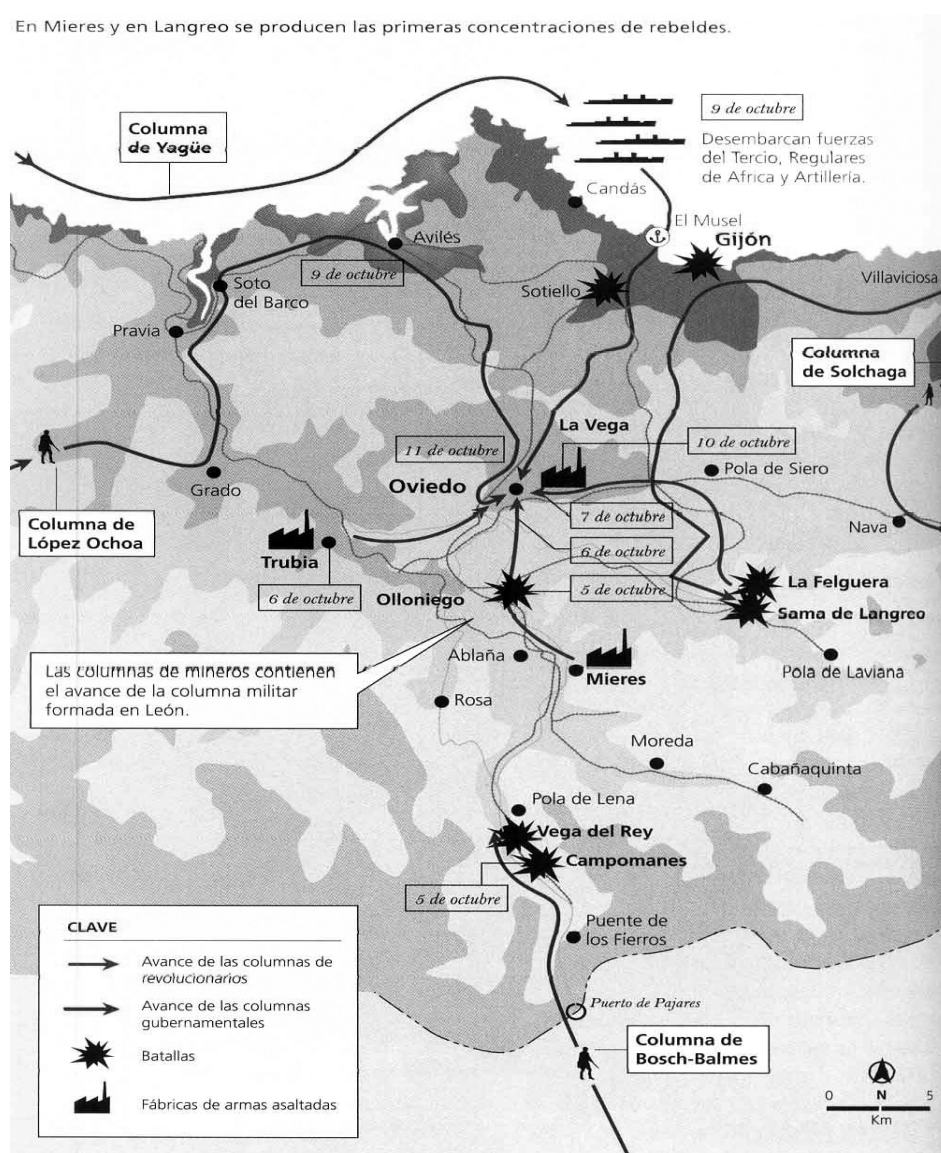 En Mieres y en Langreo se producen las primeras concentraciones de rebeldes.
Columna
de Yagüe
9 de octubre
Desembarcan fuerzas
del Tercio, Regulares
de Africa y Artillería.
Candás
El Musel
Gijón
Avilés
9 de octubre
Sotiello
Villaviciosa
Soto
del Barco
Pravia
Columna
de Solchaga
La Vega
11 de octubre
10 de octubre
Pola de Siero
Oviedo
Grado
7 de octubre
Nava
Columna de
López Ochoa
6 de octubre
Trubia
6 de octubre
Olloniego
5 de octubre
La Felguera
Sama de Langreo
Las columnas de mineros contienen
el avance de la columna militar
formada en León.
Ablaña
Mieres
Pola de Laviana
Rosa
Moreda
Cabañaquinta
Pola de Lena
Vega del Rey
Campomanes
5 de octubre
Puente de
los Fierros
Puerto de Pajares
Columna de
Bosch-Balmes
CLAVE
Avance de las columnas de
revolucionarios
Avance de las columnas
gubernamentales
Batallas
Fábricas de armas asaltadas
0 N 5
Km